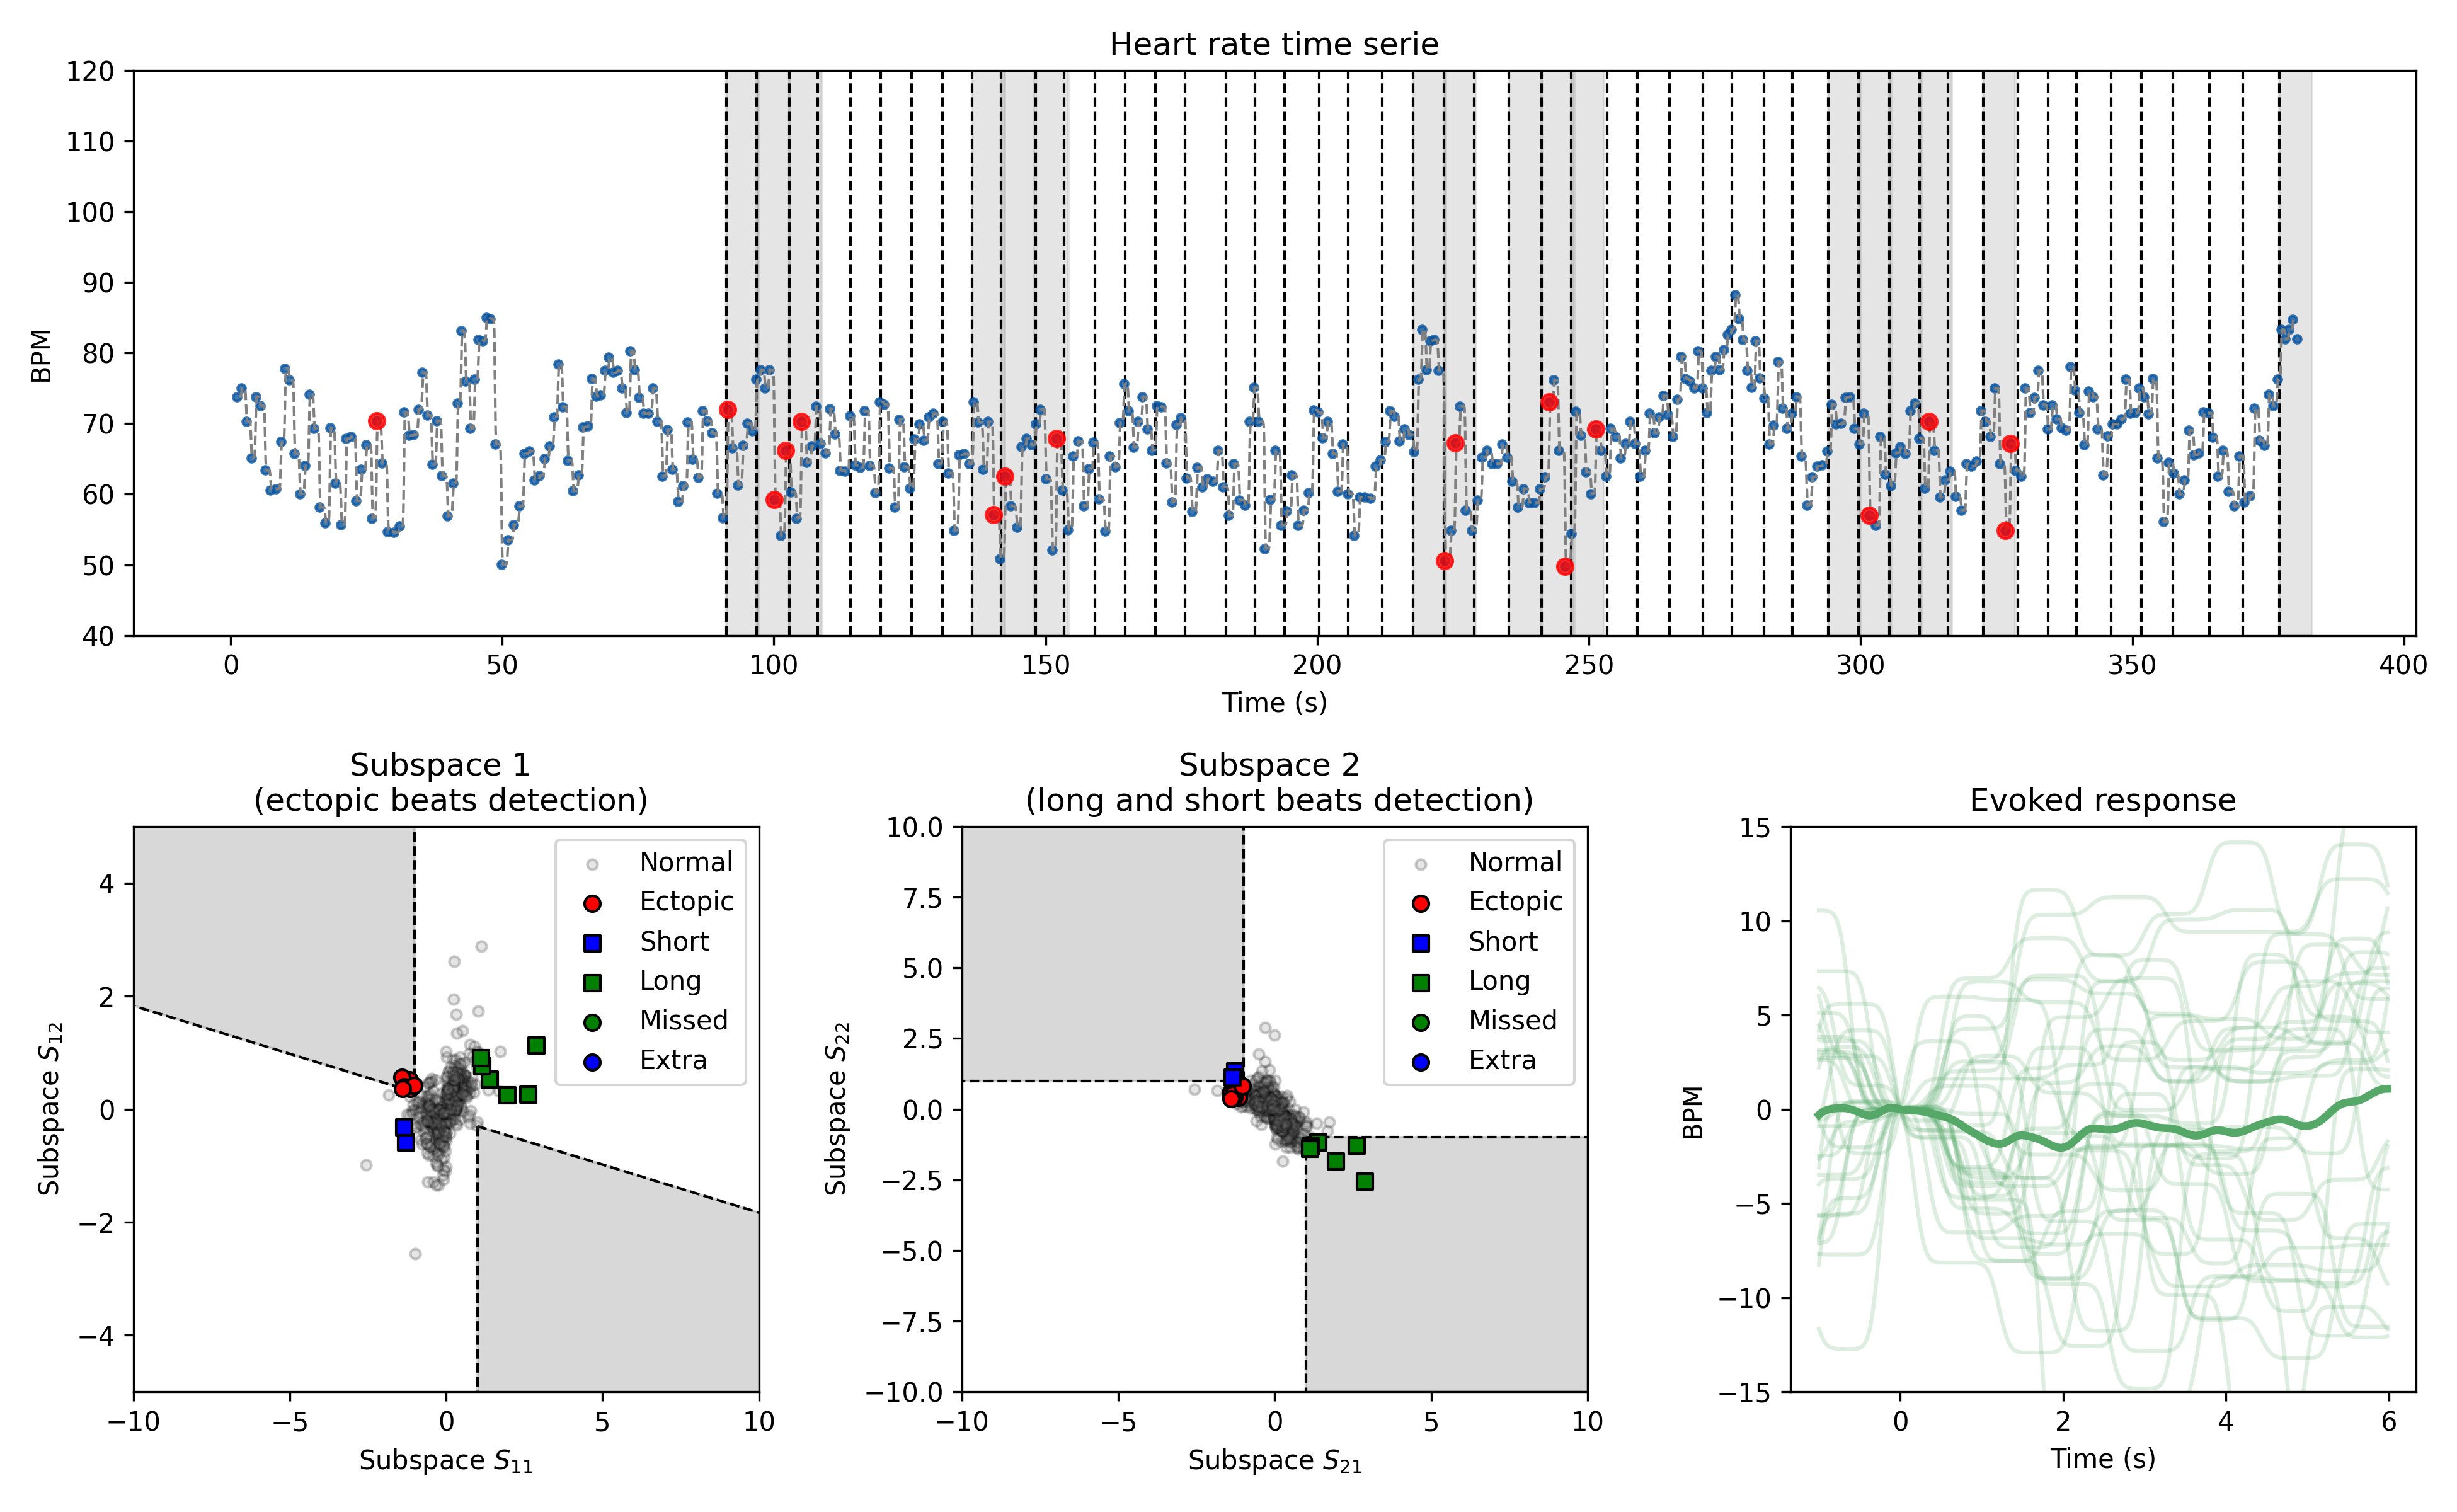 Heart rate time serie
120
110
100
90
80
70
60
50
40
BPM
0 50 100 150 200 250 300 350 400
Time (s)
Subspace 1
(ectopic beats detection)
4
2
0
−2
−4
Subspace S12
Normal
Ectopic
Short
Long
Missed
Extra
−10 −5 0 5 10
Subspace S11
Subspace 2
(long and short beats detection)
10.0
7.5
5.0
2.5
0.0
−2.5
−5.0
−7.5
−10.0
Subspace S22
Normal
Ectopic
Short
Long
Missed
Extra
−10 −5 0 5 10
Subspace S21
Evoked response
15
10
5
0
−5
−10
−15
BPM
0 2 4 6
Time (s)